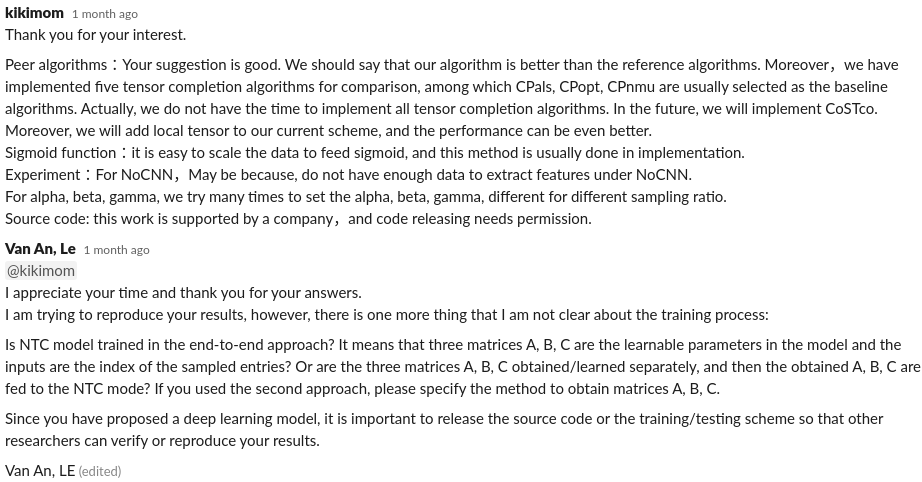 kikimom 1 month ago
Thank you for your interest.
Peer algorithms：Your suggestion is good. We should say that our algorithm is better than the reference algorithms. Moreover，we have
implemented five tensor completion algorithms for comparison, among which CPals, CPopt, CPnmu are usually selected as the baseline
algorithms. Actually, we do not have the time to implement all tensor completion algorithms. In the future, we will implement CoSTco.
Moreover, we will add local tensor to our current scheme, and the performance can be even better.
Sigmoid function：it is easy to scale the data to feed sigmoid, and this method is usually done in implementation.
Experiment：For NoCNN，May be because, do not have enough data to extract features under NoCNN.
For alpha, beta, gamma, we try many times to set the alpha, beta, gamma, different for different sampling ratio.
Source code: this work is supported by a company，and code releasing needs permission.
Van An, Le 1 month ago
@kikimom
I appreciate your time and thank you for your answers.
I am trying to reproduce your results, however, there is one more thing that I am not clear about the training process:
Is NTC model trained in the end-to-end approach? It means that three matrices A, B, C are the learnable parameters in the model and the
inputs are the index of the sampled entries? Or are the three matrices A, B, C obtained/learned separately, and then the obtained A, B, C are
fed to the NTC mode? If you used the second approach, please specify the method to obtain matrices A, B, C.
Since you have proposed a deep learning model, it is important to release the source code or the training/testing scheme so that other
researchers can verify or reproduce your results.
Van An, LE (edited)